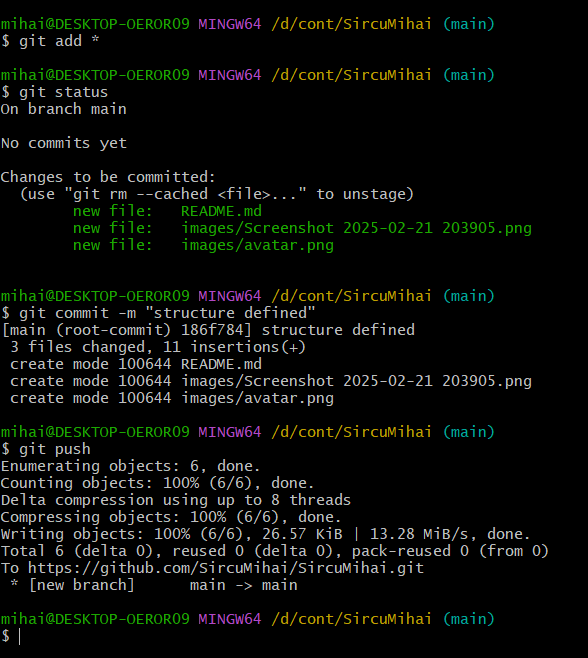 mihai@DESKTOP-OEROR09 MINGW64 /d/cont/SircuMihai (main)
$ git add *
mihai@DESKTOP-OEROR09 MINGW64 /d/cont/SircuMihai (main)
$ git status
On branch main
No commits yet
Changes to be committed:
  (use "git rm --cached <file>..." to unstage)
        new file:   README.md
        new file:   images/Screenshot 2025-02-21 203905.png
        new file:   images/avatar.png
mihai@DESKTOP-OEROR09 MINGW64 /d/cont/SircuMihai (main)
$ git commit -m "structure defined"
[main (root-commit) 186f784] structure defined
 3 files changed, 11 insertions(+)
 create mode 100644 README.md
 create mode 100644 images/Screenshot 2025-02-21 203905.png
 create mode 100644 images/avatar.png
mihai@DESKTOP-OEROR09 MINGW64 /d/cont/SircuMihai (main)
$ git push
Enumerating objects: 6, done.
Counting objects: 100% (6/6), done.
Delta compression using up to 8 threads
Compressing objects: 100% (6/6), done.
Writing objects: 100% (6/6), 26.57 KiB | 13.28 MiB/s, done.
Total 6 (delta 0), reused 0 (delta 0), pack-reused 0 (from 0)
To https://github.com/SircuMihai/SircuMihai.git
 * [new branch]      main -> main
mihai@DESKTOP-OEROR09 MINGW64 /d/cont/SircuMihai (main)
$